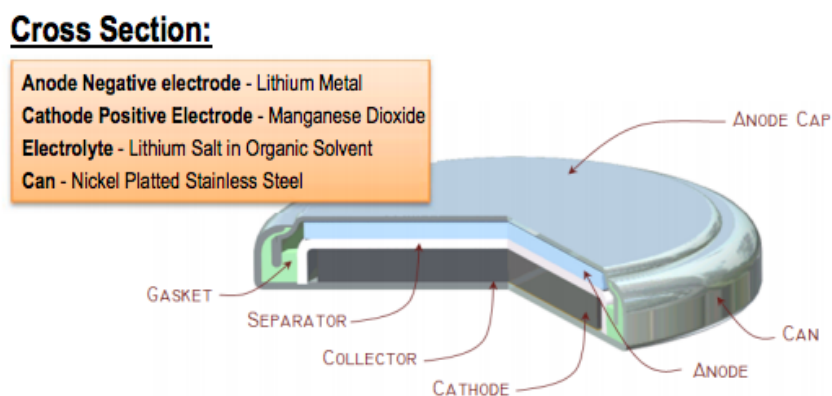 Cross Section:
Anode Negative electrode - Lithium Metal
Cathode Positive Electrode - Manganese Dioxide
Electrolyte - Lithium Salt in Organic Solvent
Can - Nickel Platted Stainless Steel
ANODE CAP
GASKET
SEPARATOR
CAN
COLLECTOR
ANODE
CATHODE